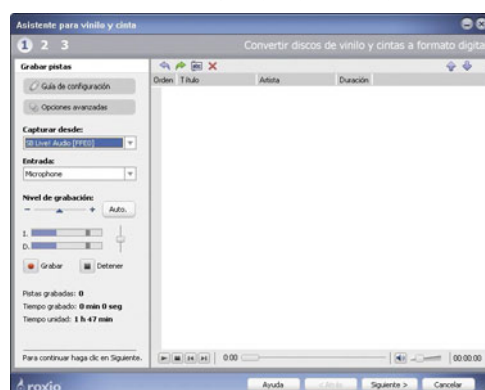 Asistente para vinilo y cinta
1 2 3
Convertir discos de vinilo y cintas a formato digita
Grabar pistas
Guía de configuración
Opciones avanzadas
Capturar desde:
SB Live! Audio [FFE0]
Entrada:
Microphone
Nivel de grabación:
- + Auto.
I.
D.
Grabar Detener
Pistas grabadas: 0
Tiempo grabado: 0 min 0 seg
Tiempo unidad: 1 h 47 min
Para continuar haga clic en Siguiente.
Orden Título Artista Duración
0:00 00:00:00
roxio
Ayuda < Atrás Siguiente > Cancelar